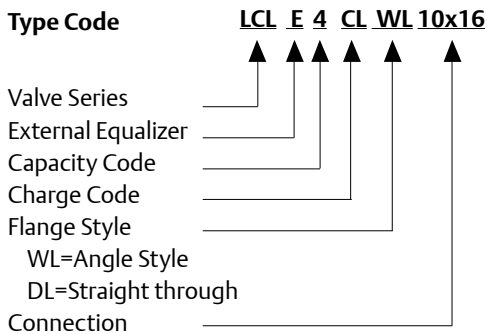 Type Code LCL E 4 CL WL 10x16
Valve Series
External Equalizer
Capacity Code
Charge Code
Flange Style
WL=Angle Style
DL=Straight through
Connection